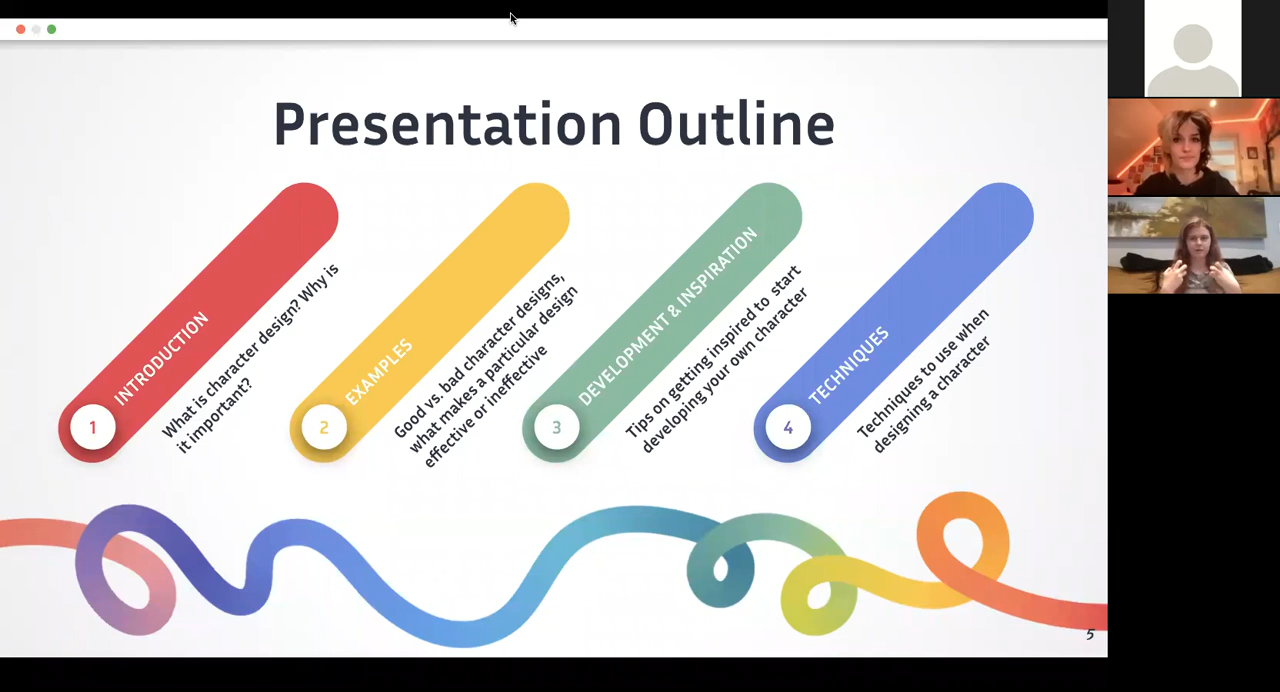 Presentation Outline
INTRODUCTION
What is character design? Why is
it important?
1
EXAMPLES
Good vs. bad character designs,
what makes a particular design
effective or ineffective
2
DEVELOPMENT & INSPIRATION
Tips on getting inspired to start
developing your own character
3
TECHNIQUES
Techniques to use when
designing a character
4
5